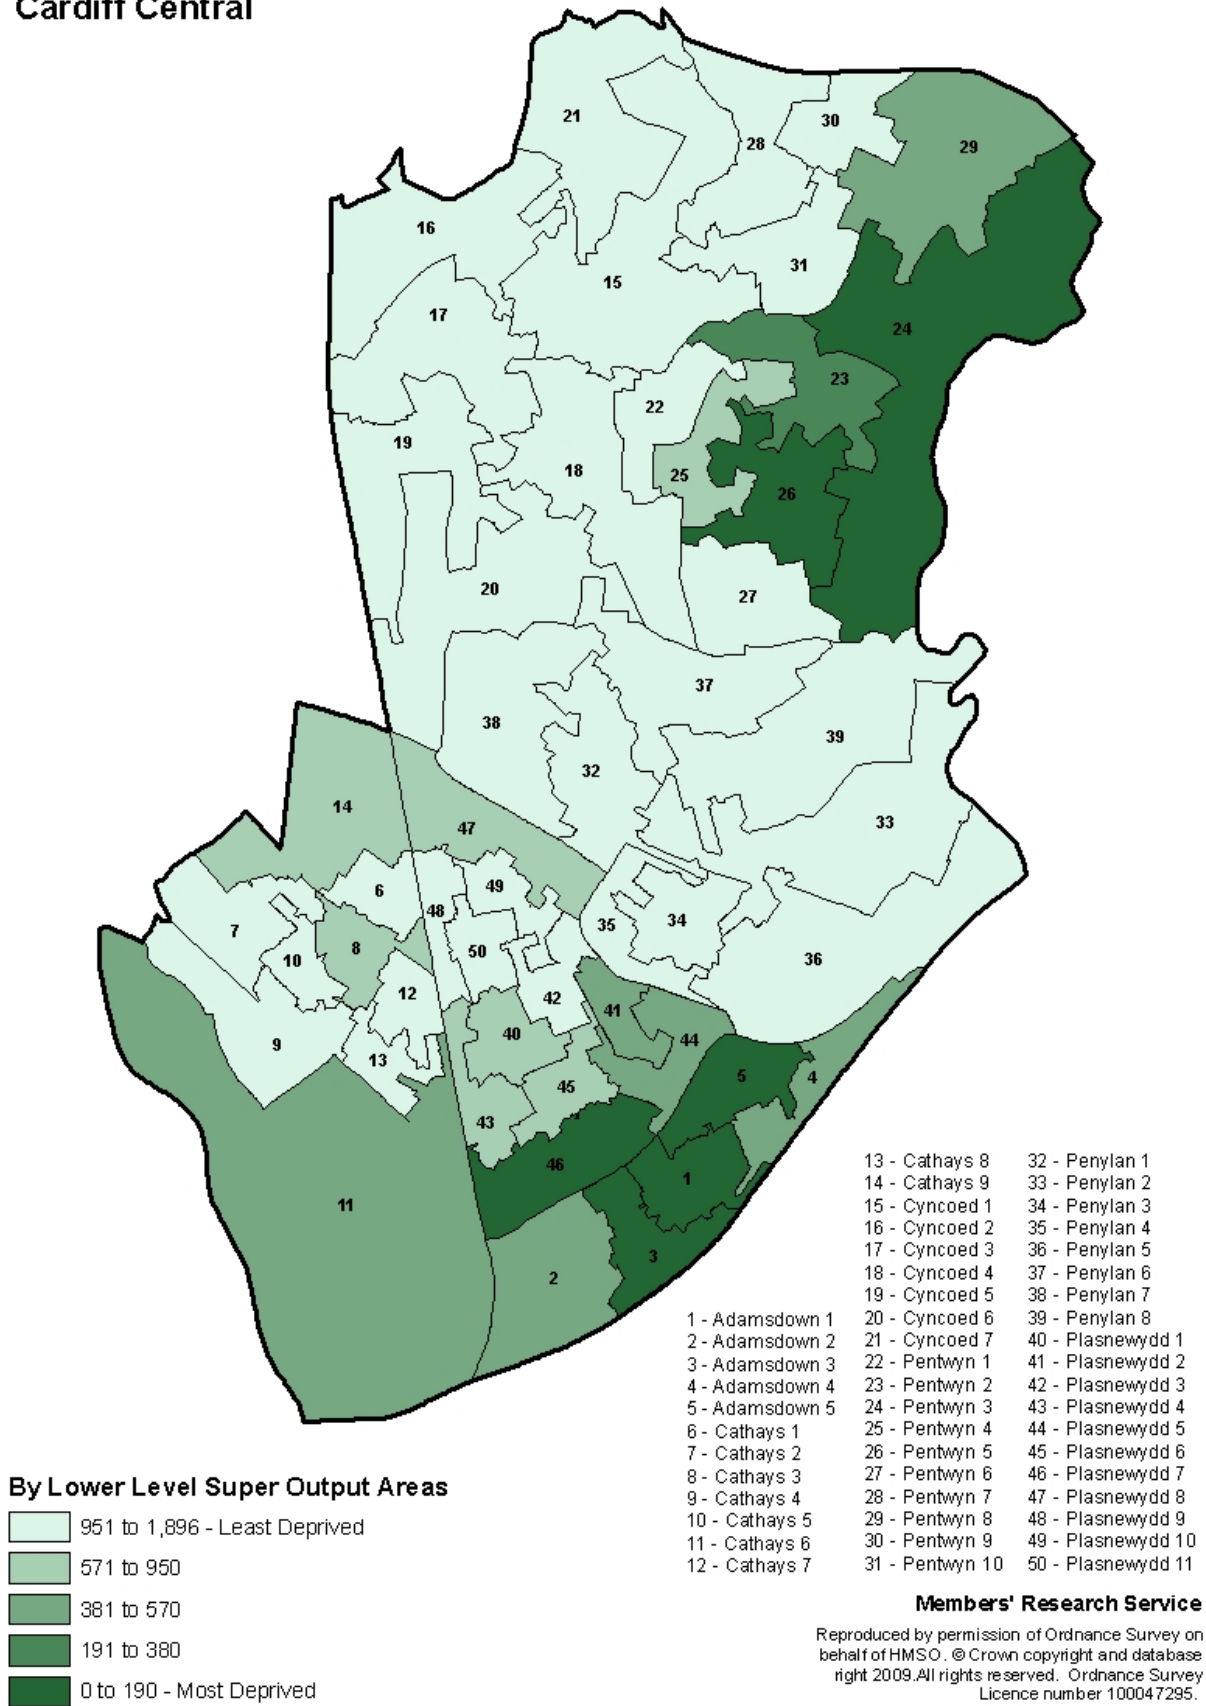 Cardiff Central
21
30
28
29
16
31
15
17
24
23
22
19
18
25
26
20
27
37
38
39
32
14
47
33
6
49
48
34
35
7
8
50
10
36
12
42
41
9
40
44
13
5
4
45
43
46
1
11
3
2
1 - Adamsdown 1
2 - Adamsdown 2
3 - Adamsdown 3
4 - Adamsdown 4
5 - Adamsdown 5
6 - Cathays 1
7 - Cathays 2
8 - Cathays 3
9 - Cathays 4
10 - Cathays 5
11 - Cathays 6
12 - Cathays 7
13 - Cathays 8
14 - Cathays 9
15 - Cyncoed 1
16 - Cyncoed 2
17 - Cyncoed 3
18 - Cyncoed 4
19 - Cyncoed 5
20 - Cyncoed 6
21 - Cyncoed 7
22 - Pentwyn 1
23 - Pentwyn 2
24 - Pentwyn 3
25 - Pentwyn 4
26 - Pentwyn 5
27 - Pentwyn 6
28 - Pentwyn 7
29 - Pentwyn 8
30 - Pentwyn 9
31 - Pentwyn 10
32 - Penylan 1
33 - Penylan 2
34 - Penylan 3
35 - Penylan 4
36 - Penylan 5
37 - Penylan 6
38 - Penylan 7
39 - Penylan 8
40 - Plasnewydd 1
41 - Plasnewydd 2
42 - Plasnewydd 3
43 - Plasnewydd 4
44 - Plasnewydd 5
45 - Plasnewydd 6
46 - Plasnewydd 7
47 - Plasnewydd 8
48 - Plasnewydd 9
49 - Plasnewydd 10
50 - Plasnewydd 11
By Lower Level Super Output Areas
951 to 1,896 - Least Deprived
571 to 950
381 to 570
191 to 380
0 to 190 - Most Deprived
Members' Research Service
Reproduced by permission of Ordnance Survey on
behalf of HMSO. © Crown copyright and database
right 2009.All rights reserved. Ordnance Survey
Licence number 100047295.